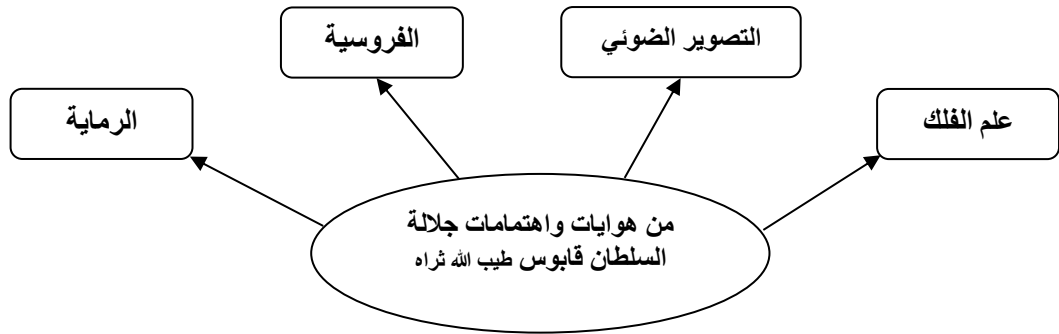 التصوير الضوئي
الفروسية
علم الفلك
الرماية
من هوايات واهتمامات جلالة
السلطان قابوس طيب الله ثراه